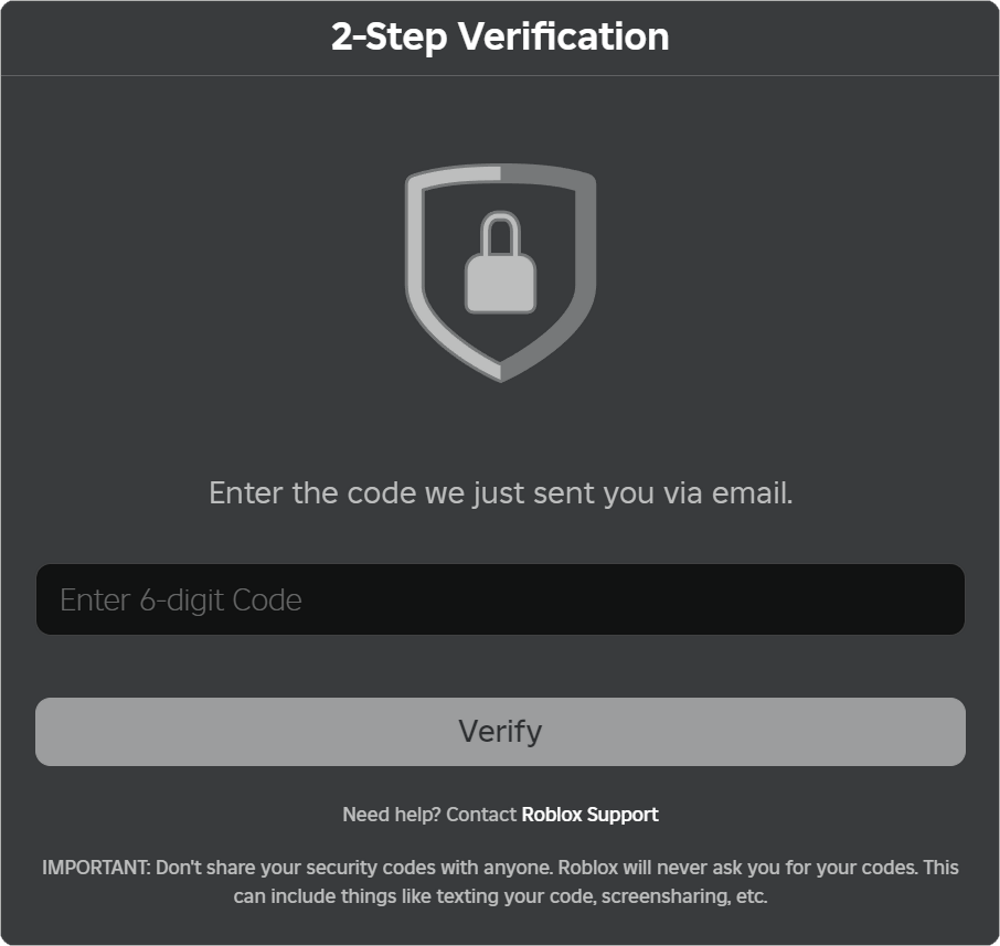 2-Step Verification
Enter the code we just sent you via email.
Enter 6-digit Code
Verify
Need help? Contact Roblox Support
IMPORTANT: Don't share your security codes with anyone. Roblox will never ask you for your codes. This
can include things like texting your code, screensharing, etc.